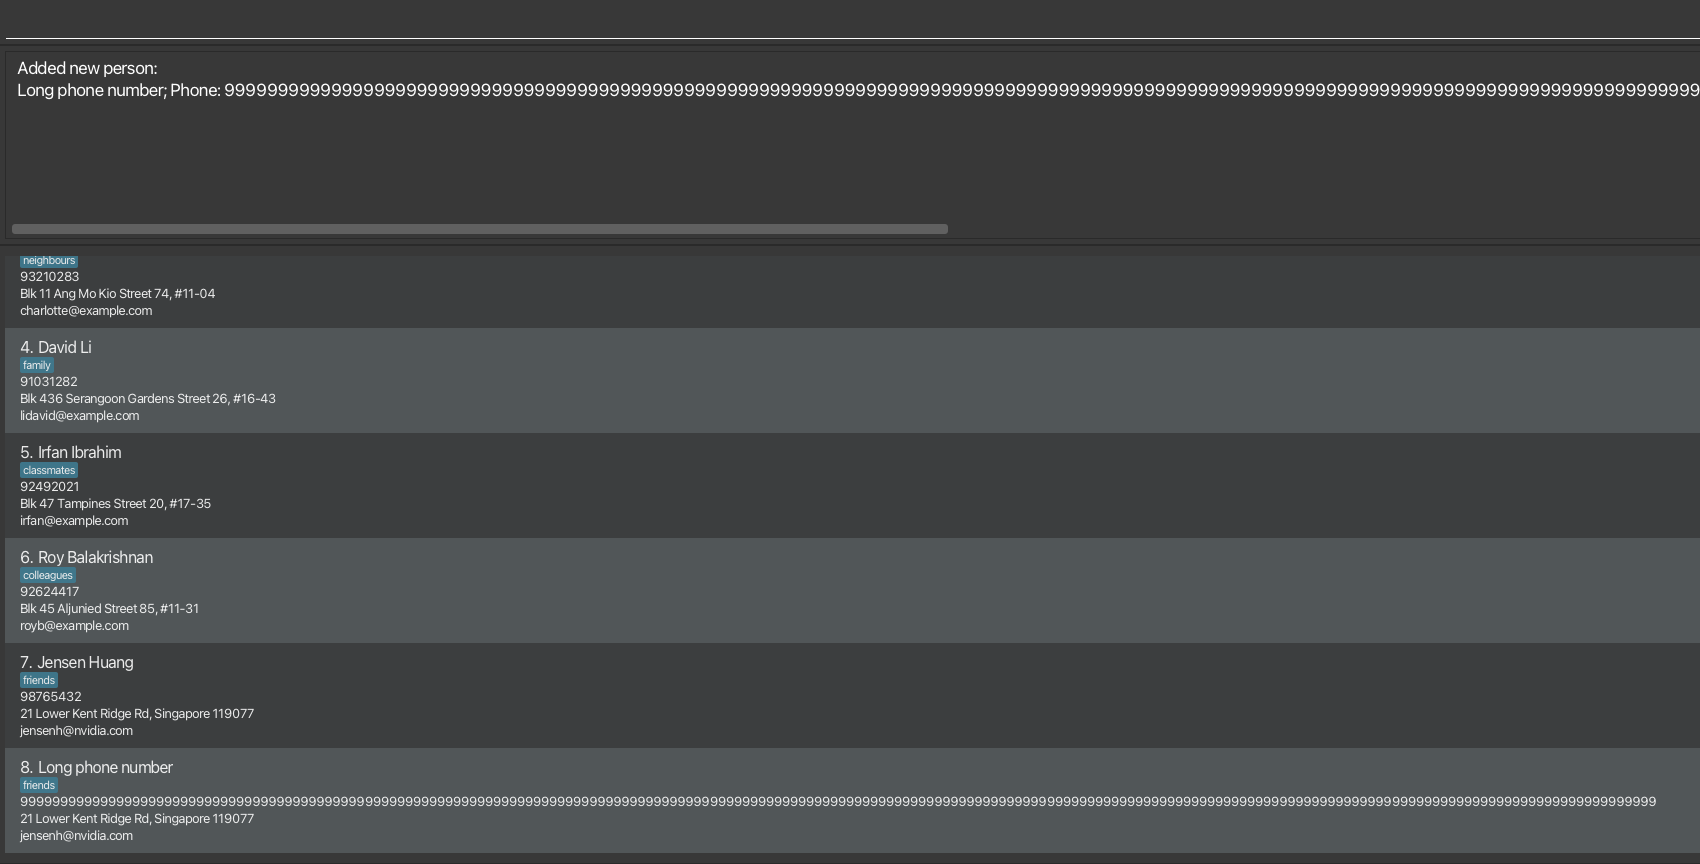 Added new person:
Long phone number; Phone:
neighbours
93210283
Blk 11 Ang Mo Kio Street 74, #11-04
charlotte@example.com
4. David Li
family
91031282
Blk 436 Serangoon Gardens Street 26, #16-43
lidavid@example.com
5. Irfan Ibrahim
classmates
92492021
Blk 47 Tampines Street 20, #17-35
irfan@example.com
6. Roy Balakrishnan
colleagues
92624417
Blk 45 Aljunied Street 85, #11-31
royb@example.com
7. Jensen Huang
friends
98765432
21 Lower Kent Ridge Rd, Singapore 119077
jensenh@nvidia.com
8. Long phone number
friends
21 Lower Kent Ridge Rd, Singapore 119077
jensenh@nvidia.com